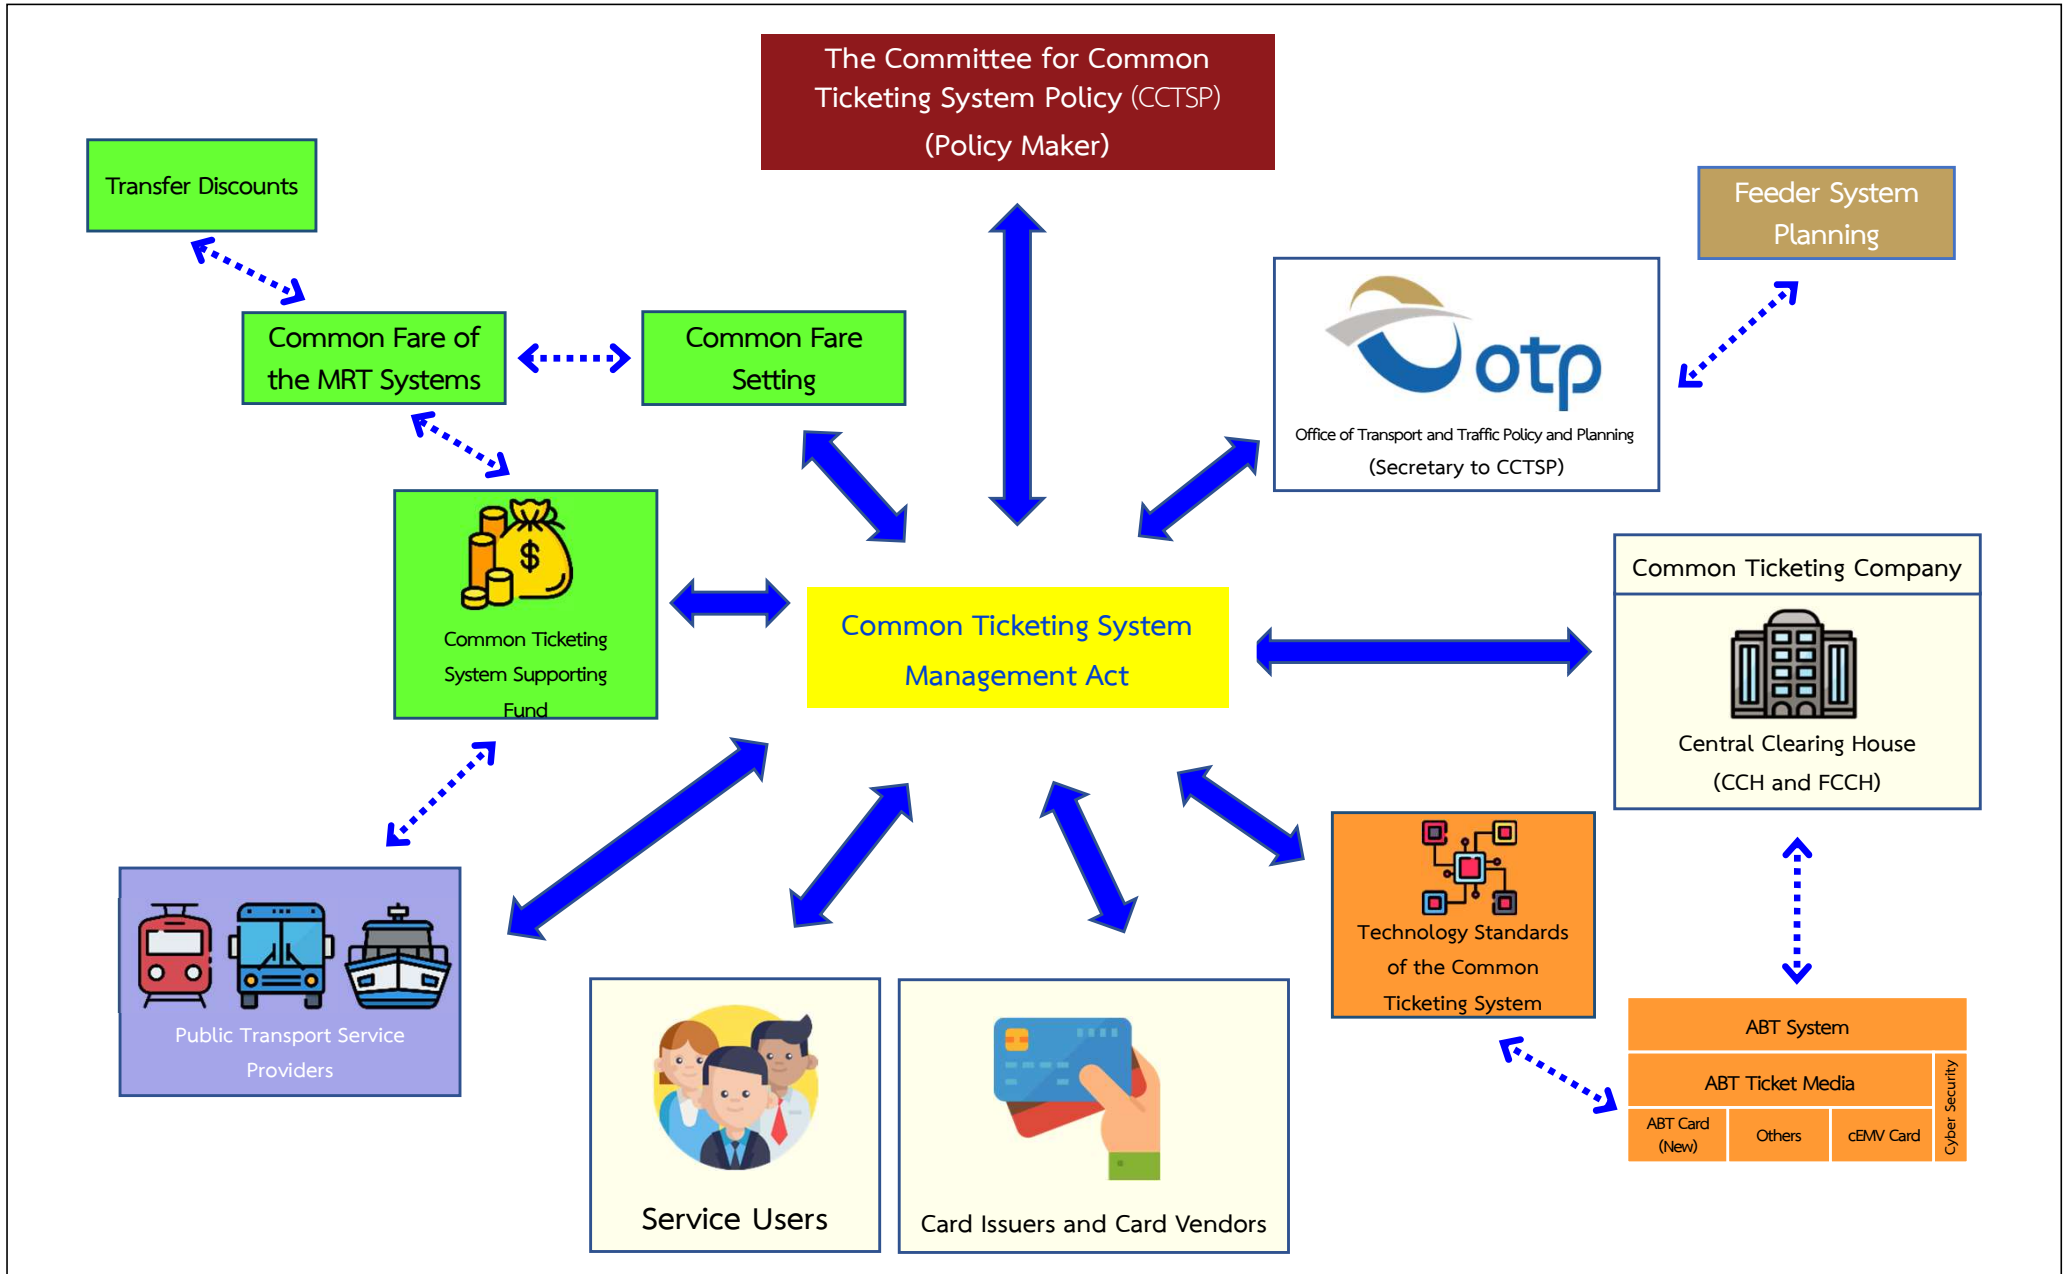 The Committee for Common
Ticketing System Policy (CCTSP)
(Policy Maker)
Transfer Discounts
Feeder System
Planning
Common Fare of
the MRT Systems
Common Fare
Setting
otp
Office of Transport and Traffic Policy and Planning
(Secretary to CCTSP)
$
Common Ticketing
System Supporting
Fund
Common Ticketing System
Management Act
Common Ticketing Company
Central Clearing House
(CCH and FCCH)
Public Transport Service
Providers
Service Users
Card Issuers and Card Vendors
Technology Standards
of the Common
Ticketing System
ABT System
ABT Ticket Media
Cyber Security
ABT Card
(New)
Others
cEMV Card